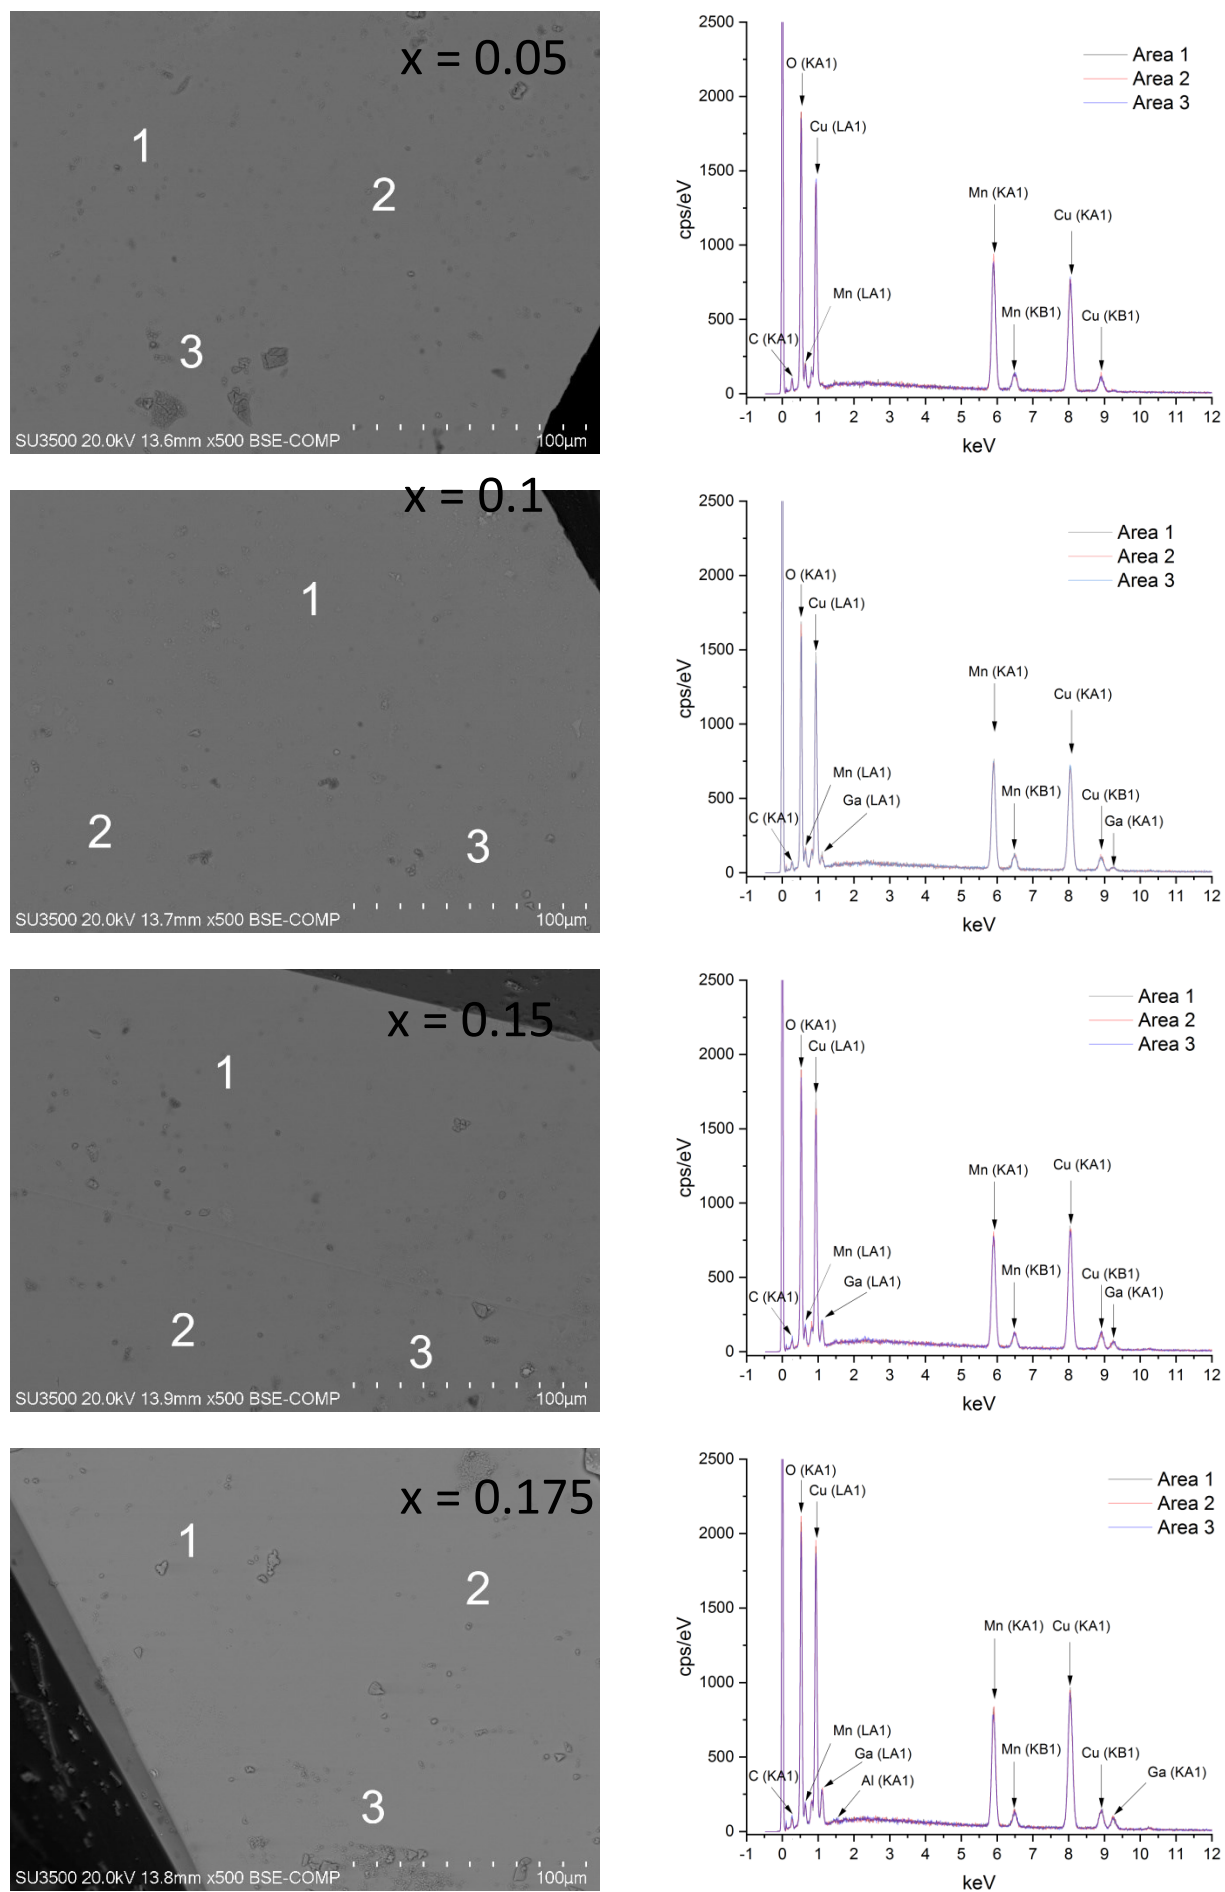 x = 0.05
1
2
3
SU3500 20.0kV 13.6mm x500 BSE-COMP
100µm
2500
2000
1500
1000
500
0
cps/eV
-1 0 1 2 3 4 5 6 7 8 9 10 11 12
keV
Area 1
Area 2
Area 3
O (KA1)
Cu (LA1)
Mn (KA1)
Cu (KA1)
Mn (LA1)
C (KA1)
Mn (KB1)
Cu (KB1)
x = 0.1
1
2
3
SU3500 20.0kV 13.7mm x500 BSE-COMP
100µm
2500
2000
1500
1000
500
0
cps/eV
-1 0 1 2 3 4 5 6 7 8 9 10 11 12
keV
Area 1
Area 2
Area 3
O (KA1)
Cu (LA1)
Mn (KA1)
Cu (KA1)
Mn (LA1)
Ga (LA1)
C (KA1)
Mn (KB1)
Cu (KB1)
Ga (KA1)
x = 0.15
1
2
3
SU3500 20.0kV 13.9mm x500 BSE-COMP
100µm
2500
2000
1500
1000
500
0
cps/eV
-1 0 1 2 3 4 5 6 7 8 9 10 11 12
keV
Area 1
Area 2
Area 3
O (KA1)
Cu (LA1)
Mn (KA1)
Cu (KA1)
Mn (LA1)
Ga (LA1)
C (KA1)
Mn (KB1)
Cu (KB1)
Ga (KA1)
x = 0.175
1
2
3
SU3500 20.0kV 13.8mm x500 BSE-COMP
100µm
2500
2000
1500
1000
500
0
cps/eV
-1 0 1 2 3 4 5 6 7 8 9 10 11 12
keV
Area 1
Area 2
Area 3
O (KA1)
Cu (LA1)
Mn (KA1)
Cu (KA1)
Mn (LA1)
Ga (LA1)
C (KA1)
Al (KA1)
Mn (KB1)
Cu (KB1)
Ga (KA1)